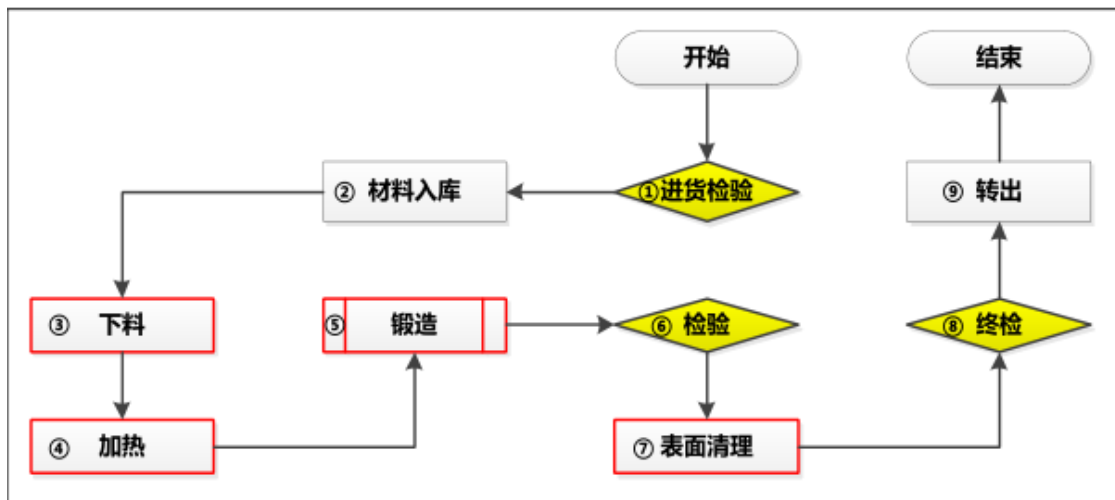 开始
结束
② 材料入库
①进货检验
⑨ 转出
③ 下料
⑤ 锻造
⑥ 检验
⑧ 终检
④ 加热
⑦ 表面清理